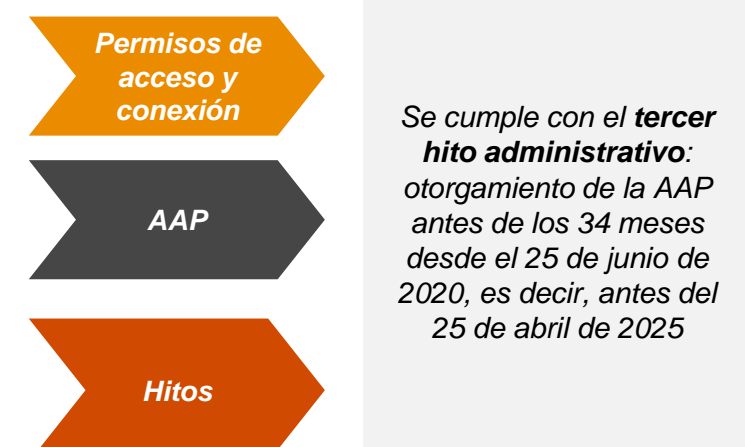 Permisos de
acceso y
conexión
AAP
Hitos
Se cumple con el tercer
hito administrativo:
otorgamiento de la AAP
antes de los 34 meses
desde el 25 de junio de
2020, es decir, antes del
25 de abril de 2025